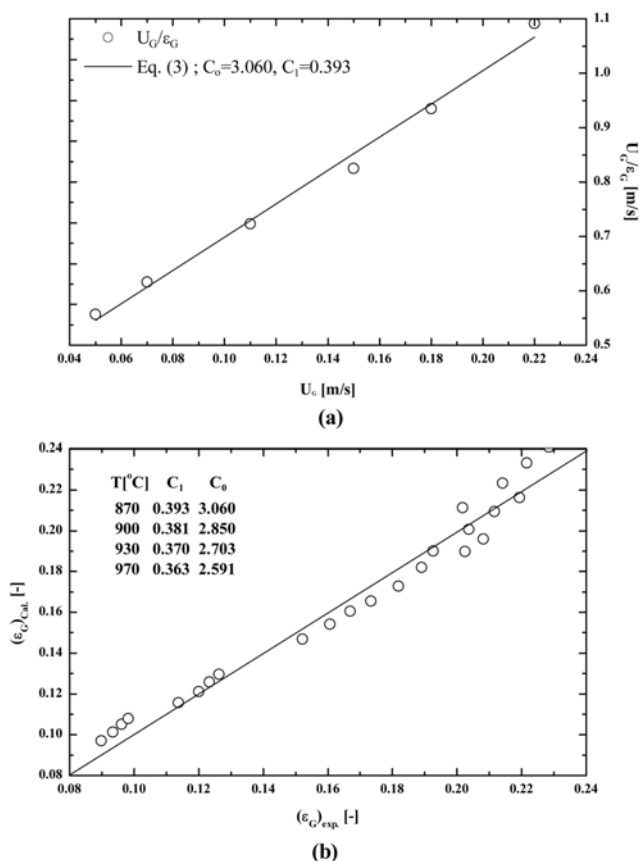 U_G/ε_G
Eq. (3) ; C_o=3.060, C_1=0.393
1.1
1.0
0.9
0.8
0.7
0.6
0.5
U_G/ε_G [m/s]
0.04 0.06 0.08 0.10 0.12 0.14 0.16 0.18 0.20 0.22 0.24
U_G [m/s]
(a)
0.24
0.22
0.20
0.18
0.16
0.14
0.12
0.10
0.08
(ε_G)_Cal. [-]
T[°C] C_1 C_0
870 0.393 3.060
900 0.381 2.850
930 0.370 2.703
970 0.363 2.591
0.08 0.10 0.12 0.14 0.16 0.18 0.20 0.22 0.24
(ε_G)_exp. [-]
(b)